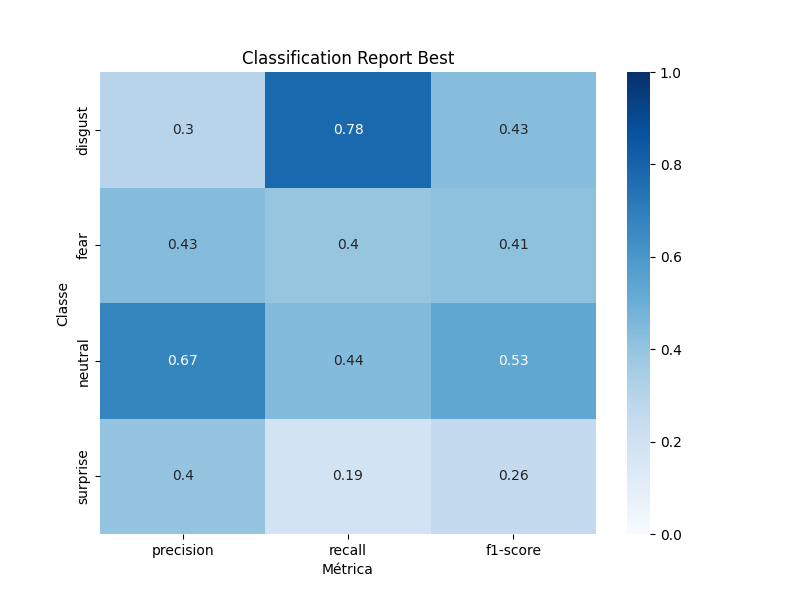 Classification Report Best
Classe
disgust 0.3 0.78 0.43
fear 0.43 0.4 0.41
neutral 0.67 0.44 0.53
surprise 0.4 0.19 0.26
precision recall f1-score
Métrica
1.0
0.8
0.6
0.4
0.2
0.0